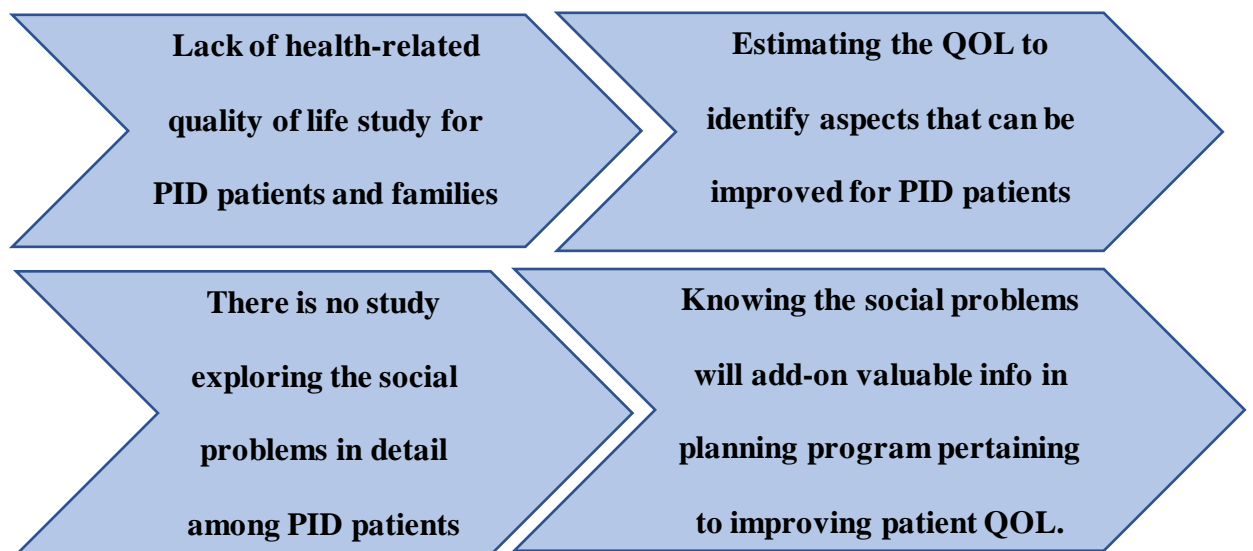 Lack of health-related
quality of life study for
PID patients and families
Estimating the QOL to
identify aspects that can be
improved for PID patients
There is no study
exploring the social
problems in detail
among PID patients
Knowing the social problems
will add-on valuable info in
planning program pertaining
to improving patient QOL.